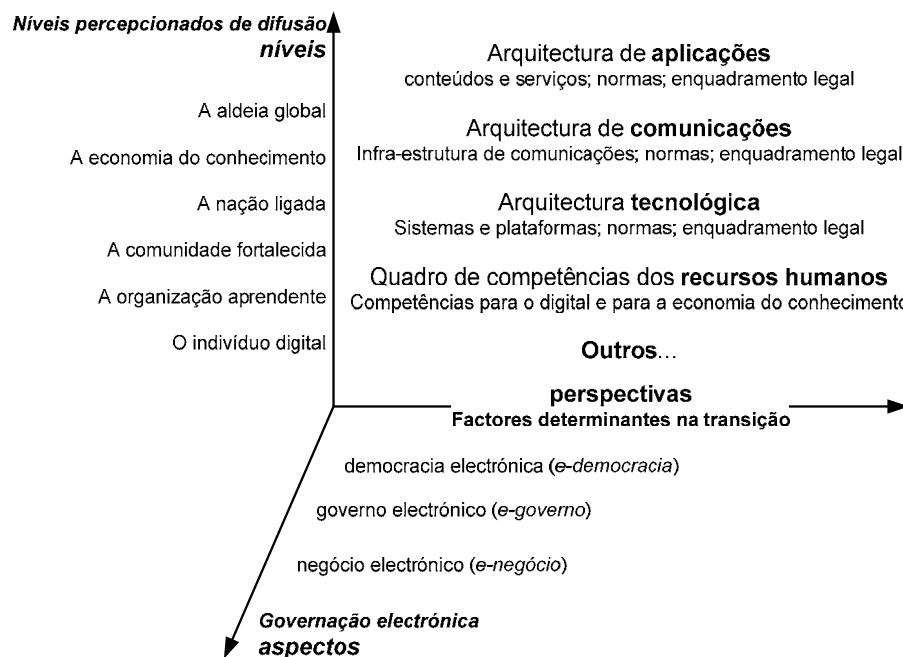 Níveis percepcionados de difusão
níveis
A aldeia global
A economia do conhecimento
A nação ligada
A comunidade fortalecida
A organização aprendente
O indivíduo digital
Arquitectura de aplicações
conteúdos e serviços; normas; enquadramento legal
Arquitectura de comunicações
Infra-estrutura de comunicações; normas; enquadramento legal
Arquitectura tecnológica
Sistemas e plataformas; normas; enquadramento legal
Quadro de competências dos recursos humanos
Competências para o digital e para a economia do conhecimento
Outros...
perspectivas
Factores determinantes na transição
democracia electrónica (e-democracia)
governo electrónico (e-governo)
negócio electrónico (e-negócio)
Governação electrónica
aspectos